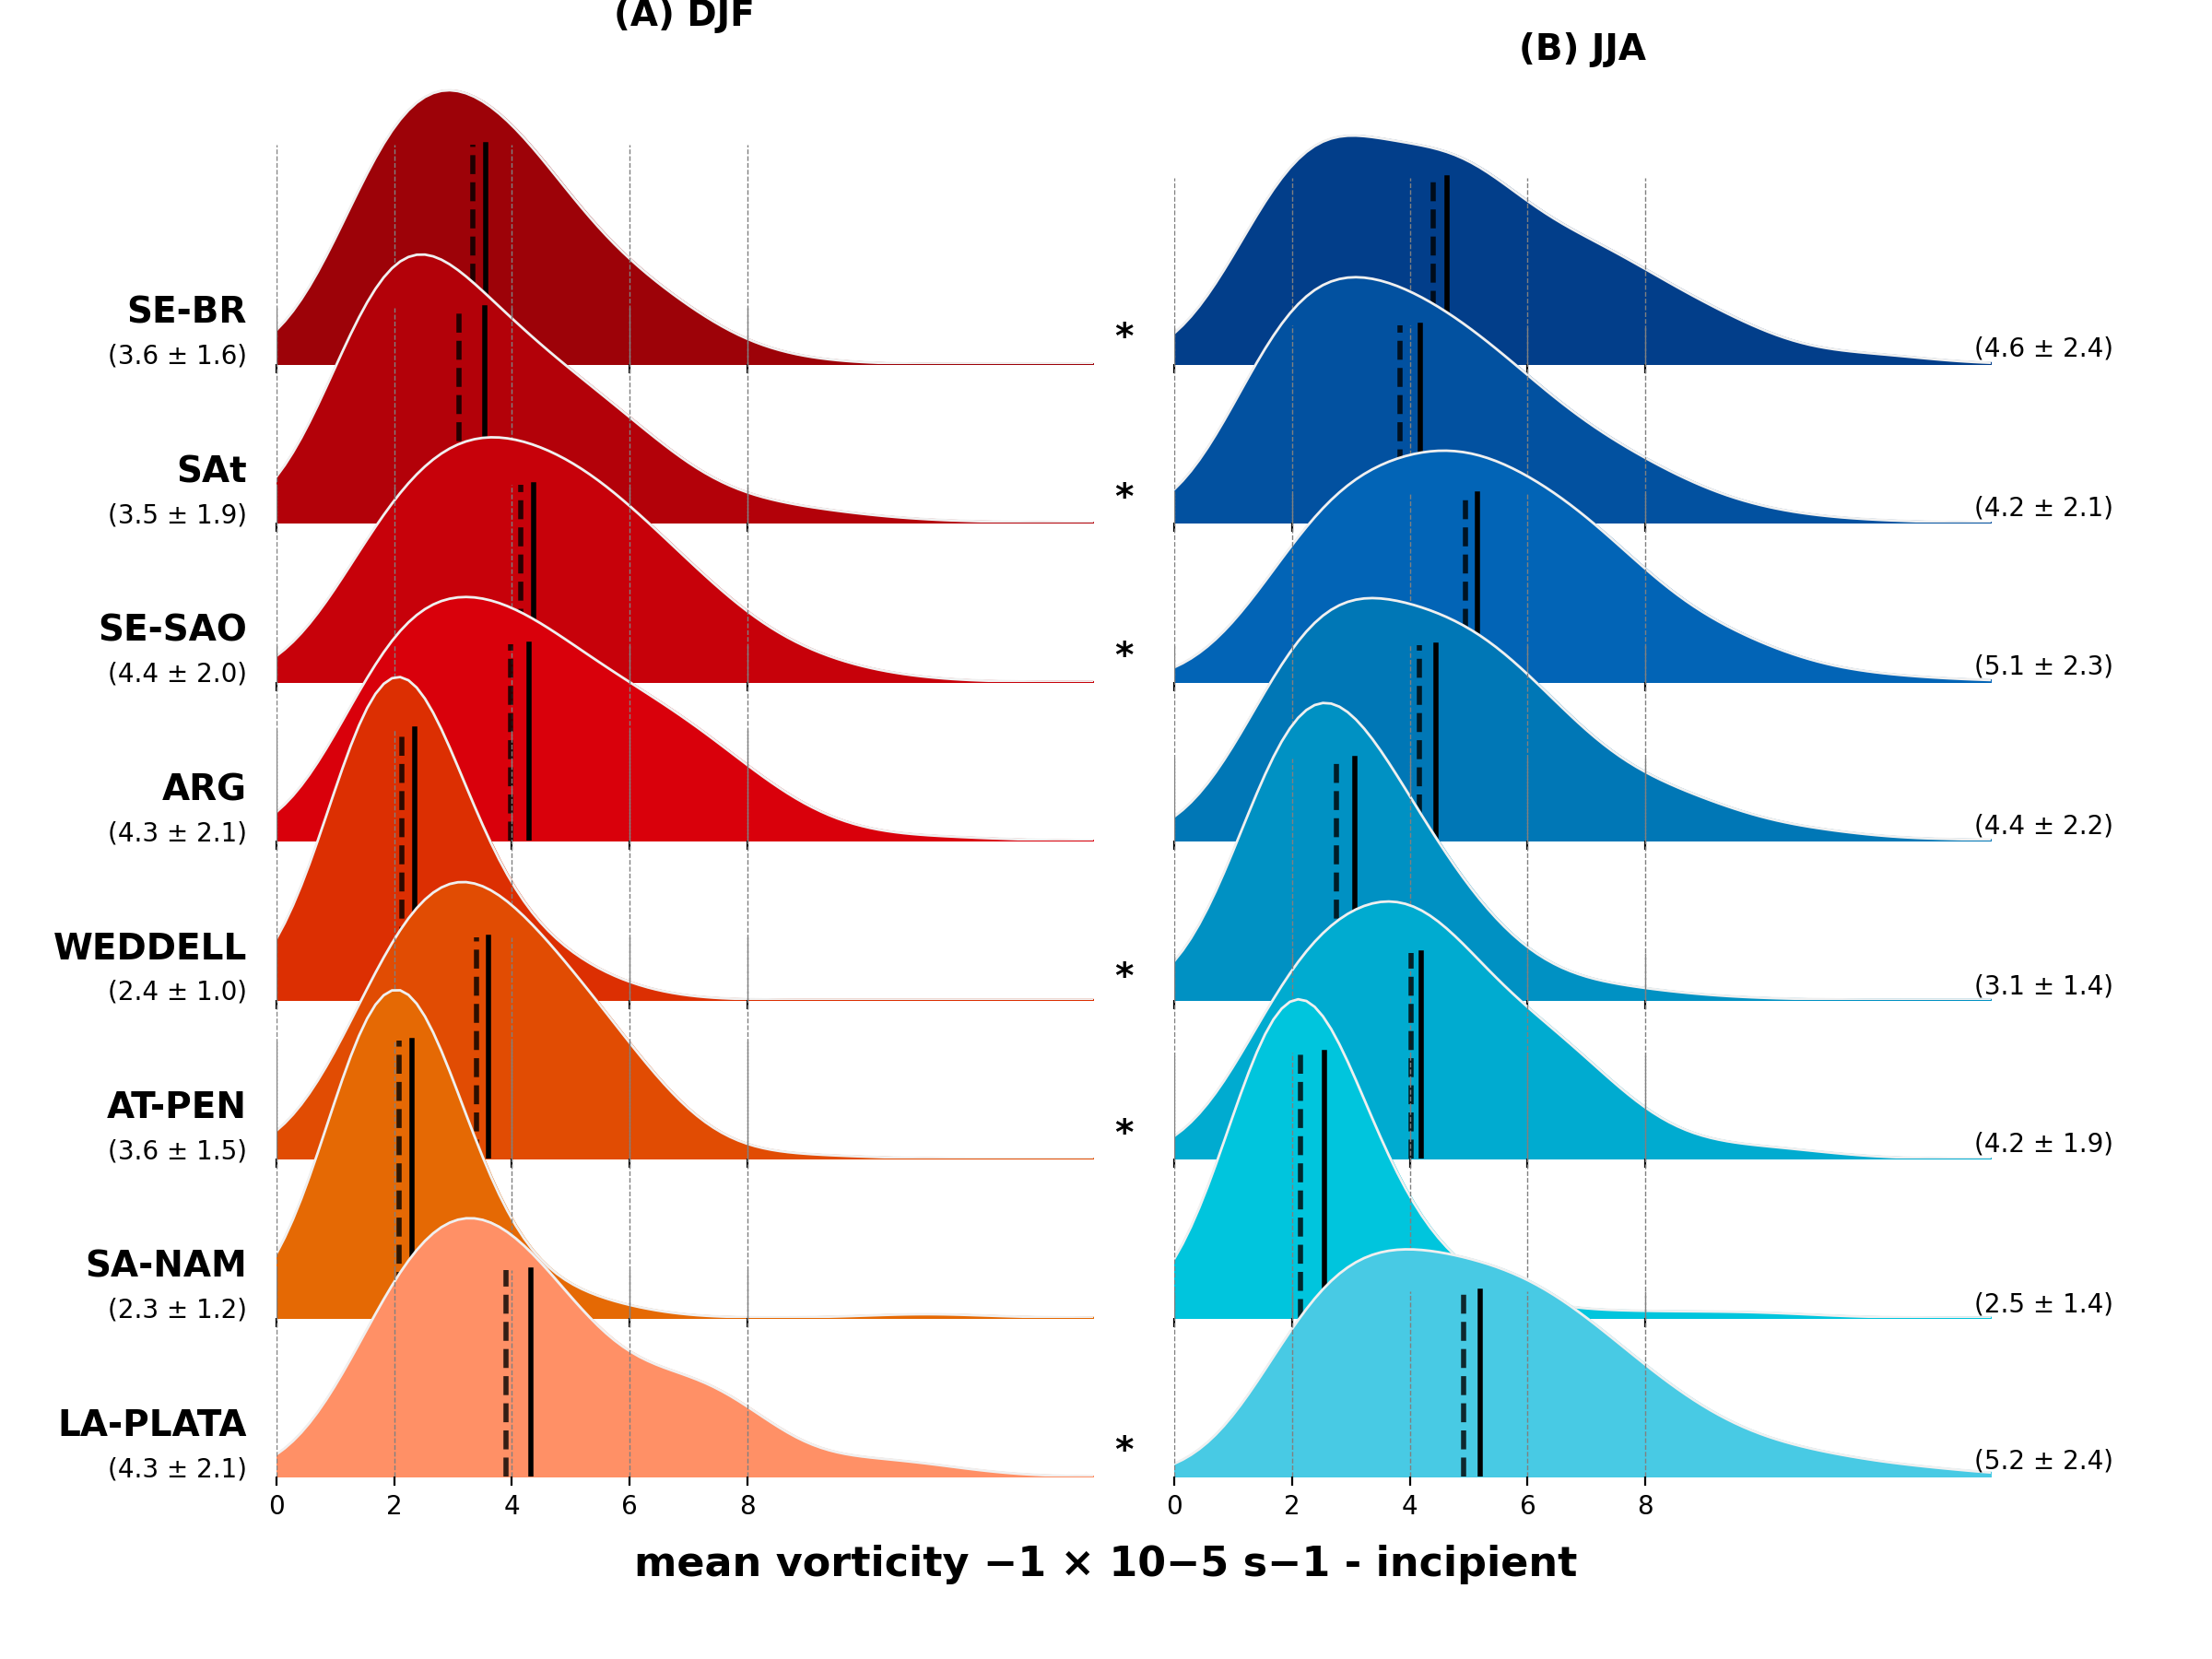 (A) DJF
(B) JJA
SE-BR
(3.6 ± 1.6)
*
(4.6 ± 2.4)
SAt
(3.5 ± 1.9)
*
(4.2 ± 2.1)
SE-SAO
(4.4 ± 2.0)
*
(5.1 ± 2.3)
ARG
(4.3 ± 2.1)
(4.4 ± 2.2)
WEDDELL
(2.4 ± 1.0)
*
(3.1 ± 1.4)
AT-PEN
(3.6 ± 1.5)
*
(4.2 ± 1.9)
SA-NAM
(2.3 ± 1.2)
(2.5 ± 1.4)
LA-PLATA
(4.3 ± 2.1)
*
(5.2 ± 2.4)
0 2 4 6 8
0 2 4 6 8
mean vorticity −1 × 10−5 s−1 - incipient